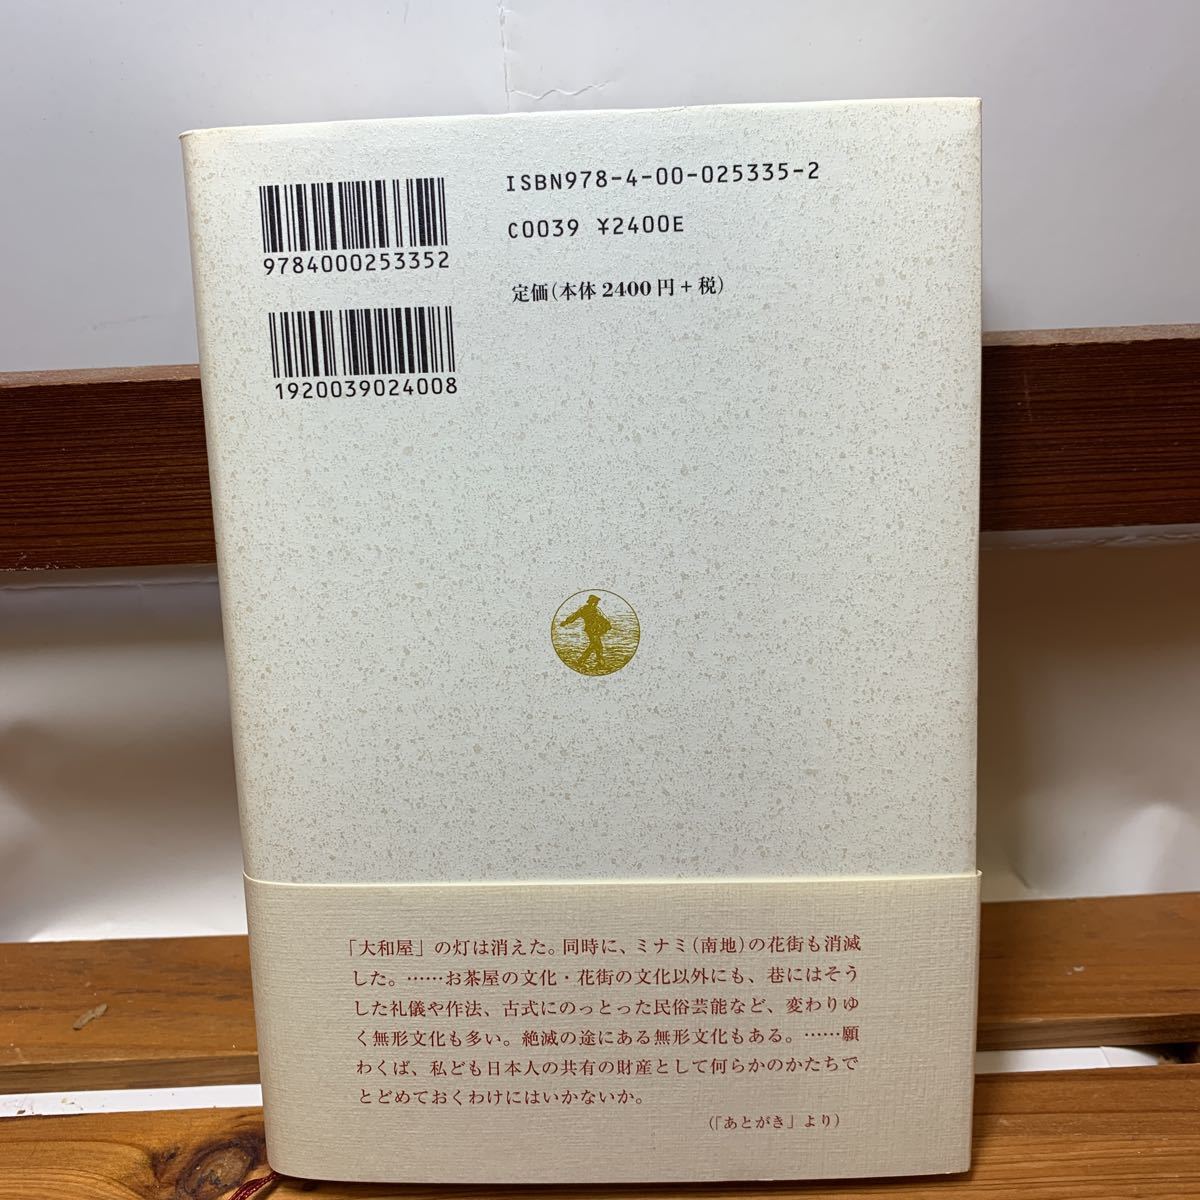 ISBN978-4-00-025335-2
C0039 ¥2400E
定価(本体2400円+税)
9784000253352
1920039024008
「大和屋」の灯は消えた。同時に、ミナミ(南地)の花街も消滅
した。……お茶屋の文化・花街の文化以外にも、巷にはそう
した礼儀や作法、古式にのっとった民俗芸能など、変わりゆ
く無形文化も多い。絶滅の途にある無形文化もある。……願
わくば、私ども日本人の共有の財産として何らかのかたちで
とどめておくわけにはいかないか。
(「あとがき」より)